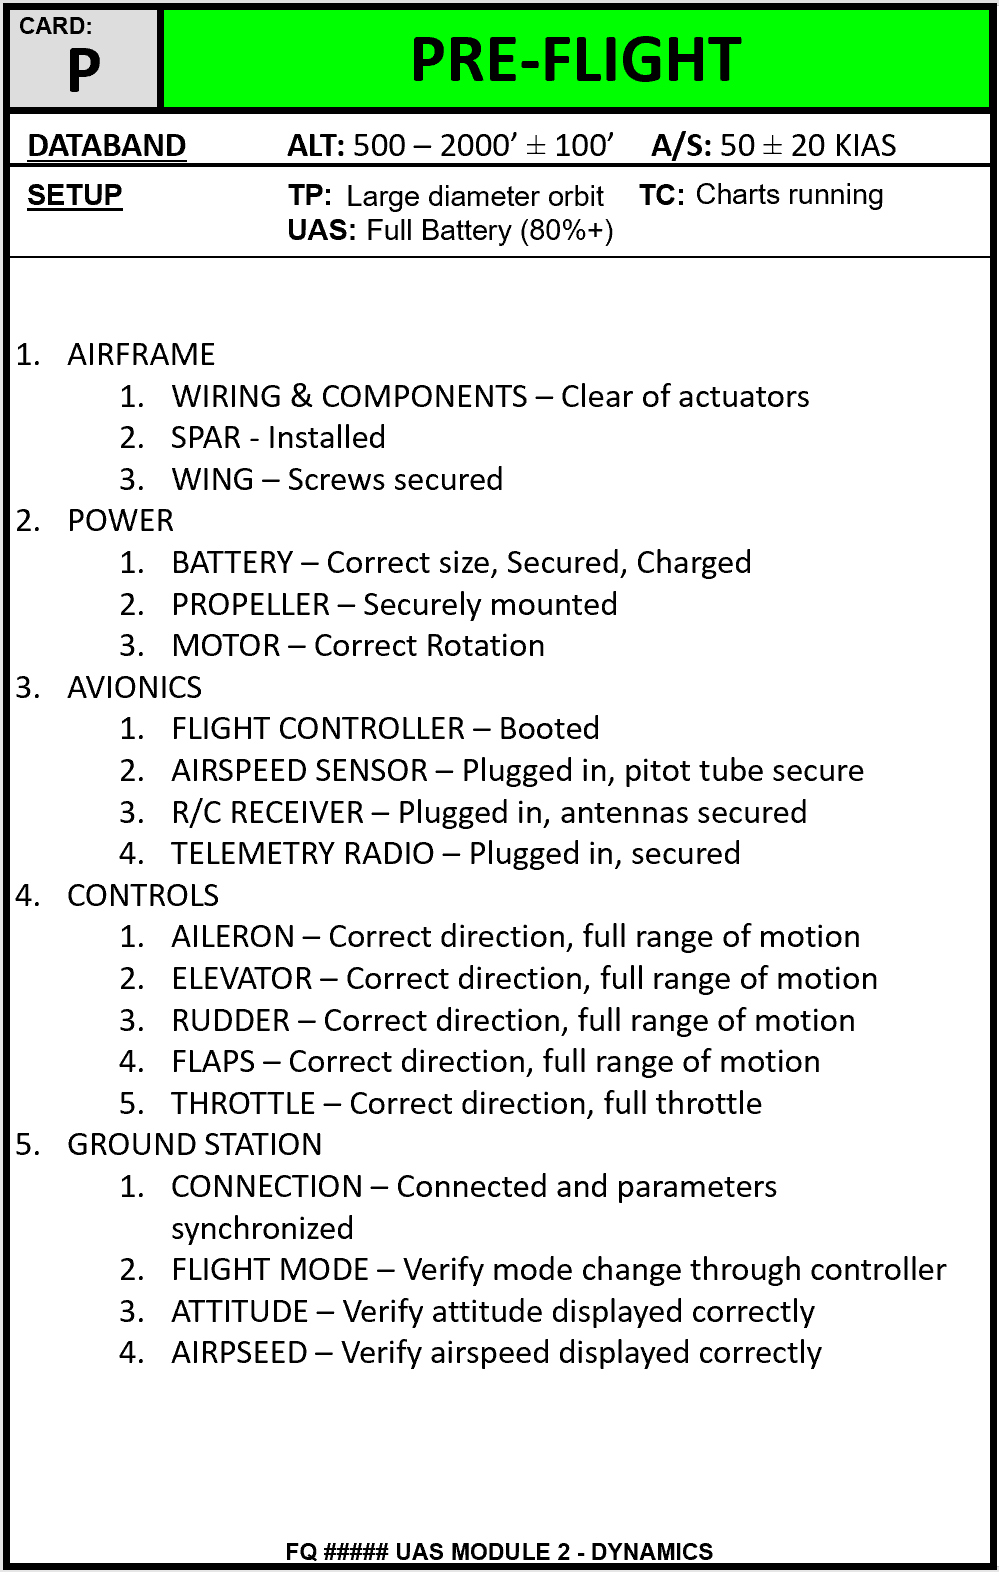 CARD:
P
PRE-FLIGHT
DATABAND ALT: 500 – 2000’ ± 100’ A/S: 50 ± 20 KIAS
SETUP TP: Large diameter orbit TC: Charts running
UAS: Full Battery (80%+)
1. AIRFRAME
1. WIRING & COMPONENTS – Clear of actuators
2. SPAR - Installed
3. WING – Screws secured
2. POWER
1. BATTERY – Correct size, Secured, Charged
2. PROPELLER – Securely mounted
3. MOTOR – Correct Rotation
3. AVIONICS
1. FLIGHT CONTROLLER – Booted
2. AIRSPEED SENSOR – Plugged in, pitot tube secure
3. R/C RECEIVER – Plugged in, antennas secured
4. TELEMETRY RADIO – Plugged in, secured
4. CONTROLS
1. AILERON – Correct direction, full range of motion
2. ELEVATOR – Correct direction, full range of motion
3. RUDDER – Correct direction, full range of motion
4. FLAPS – Correct direction, full range of motion
5. THROTTLE – Correct direction, full throttle
5. GROUND STATION
1. CONNECTION – Connected and parameters
synchronized
2. FLIGHT MODE – Verify mode change through controller
3. ATTITUDE – Verify attitude displayed correctly
4. AIRPSEED – Verify airspeed displayed correctly
FQ ##### UAS MODULE 2 - DYNAMICS